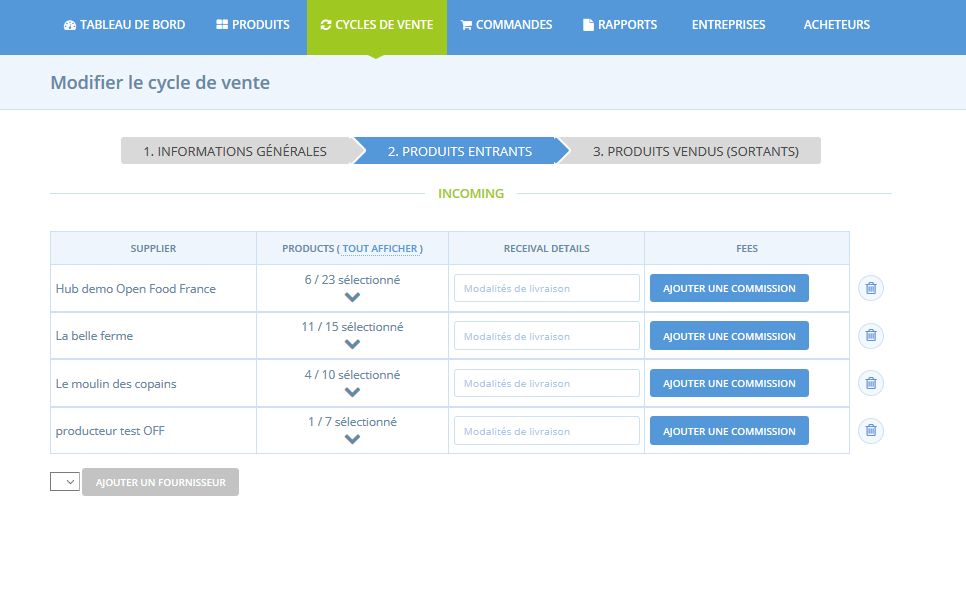 TABLEAU DE BORD PRODUITS CYCLES DE VENTE COMMANDES RAPPORTS ENTREPRISES ACHETEURS
Modifier le cycle de vente
1. INFORMATIONS GÉNÉRALES 2. PRODUITS ENTRANTS 3. PRODUITS VENDUS (SORTANTS)
INCOMING
SUPPLIER PRODUCTS ( TOUT AFFICHER ) RECEIVAL DETAILS FEES
Hub demo Open Food France 6 / 23 sélectionné Modalités de livraison AJOUTER UNE COMMISSION
La belle ferme 11 / 15 sélectionné Modalités de livraison AJOUTER UNE COMMISSION
Le moulin des copains 4 / 10 sélectionné Modalités de livraison AJOUTER UNE COMMISSION
producteur test OFF 1 / 7 sélectionné Modalités de livraison AJOUTER UNE COMMISSION
AJOUTER UN FOURNISSEUR